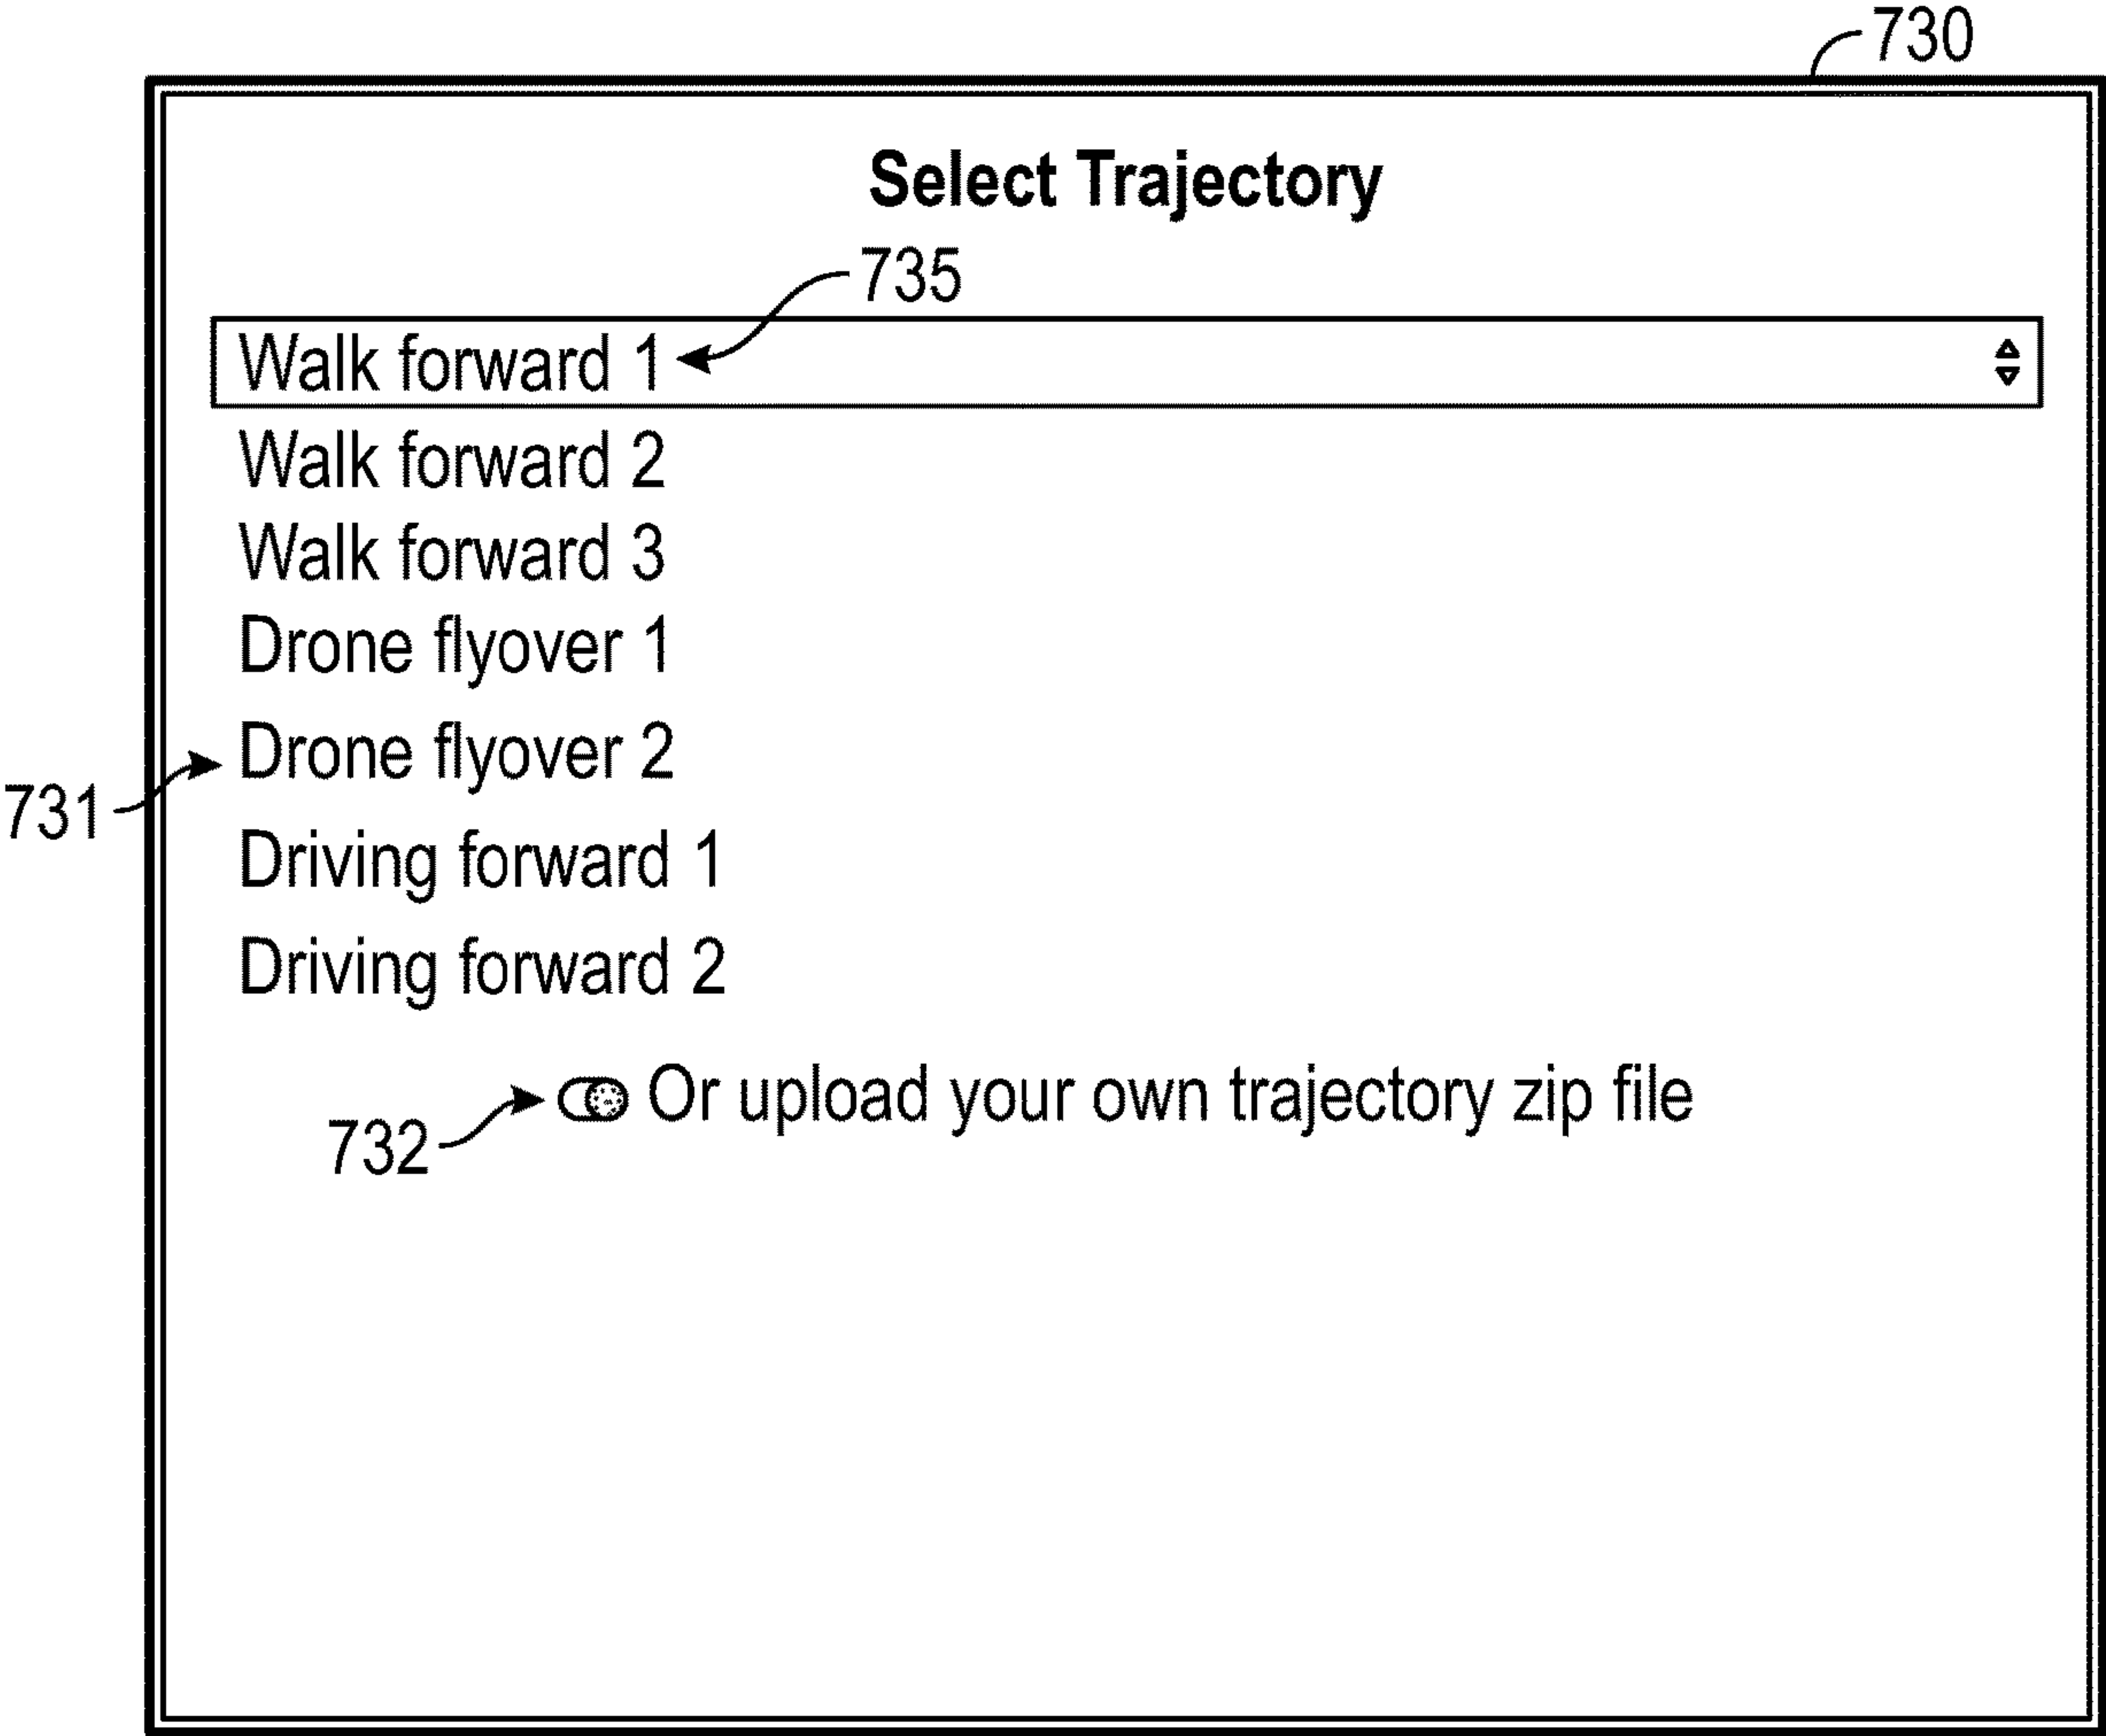 730
Select Trajectory
735
Walk forward 1
Walk forward 2
Walk forward 3
Drone flyover 1
Drone flyover 2
731
Driving forward 1
Driving forward 2
Or upload your own trajectory zip file
732